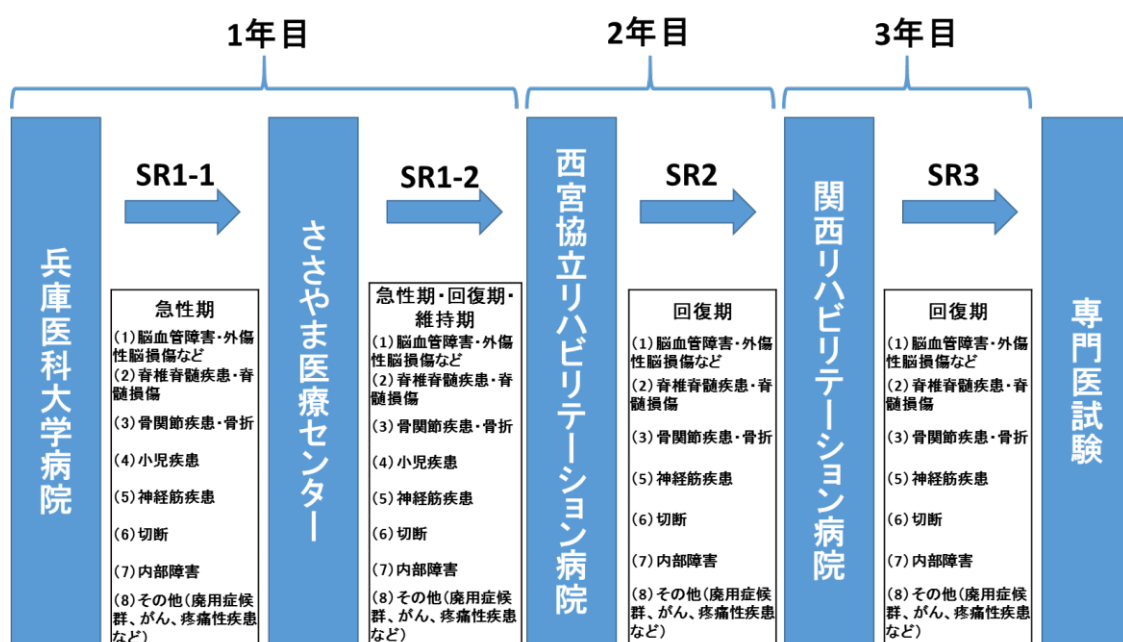 1年目
2年目
3年目
兵庫医科大学病院
SR1-1
急性期
(1)脳血管障害・外傷
性脳損傷など
(2)脊椎脊髄疾患・脊
髄損傷
(3)骨関節疾患・骨折
(4)小児疾患
(5)神経筋疾患
(6)切断
(7)内部障害
(8)その他(廃用症候
群、がん、疼痛性疾患
など)
ささやま医療センター
SR1-2
急性期・回復期・
維持期
(1)脳血管障害・外傷
性脳損傷など
(2)脊椎脊髄疾患・脊
髄損傷
(3)骨関節疾患・骨折
(4)小児疾患
(5)神経筋疾患
(6)切断
(7)内部障害
(8)その他(廃用症候
群、がん、疼痛性疾患
など)
西宮協立リハビリテーション病院
SR2
回復期
(1)脳血管障害・外傷
性脳損傷など
(2)脊椎脊髄疾患・脊
髄損傷
(3)骨関節疾患・骨折
(5)神経筋疾患
(6)切断
(7)内部障害
(8)その他(廃用症候
群、がん、疼痛性疾患
など)
関西リハビリテーション病院
SR3
回復期
(1)脳血管障害・外傷
性脳損傷など
(2)脊椎脊髄疾患・脊
髄損傷
(3)骨関節疾患・骨折
(5)神経筋疾患
(6)切断
(7)内部障害
(8)その他(廃用症候
群、がん、疼痛性疾患
など)
専門医試験